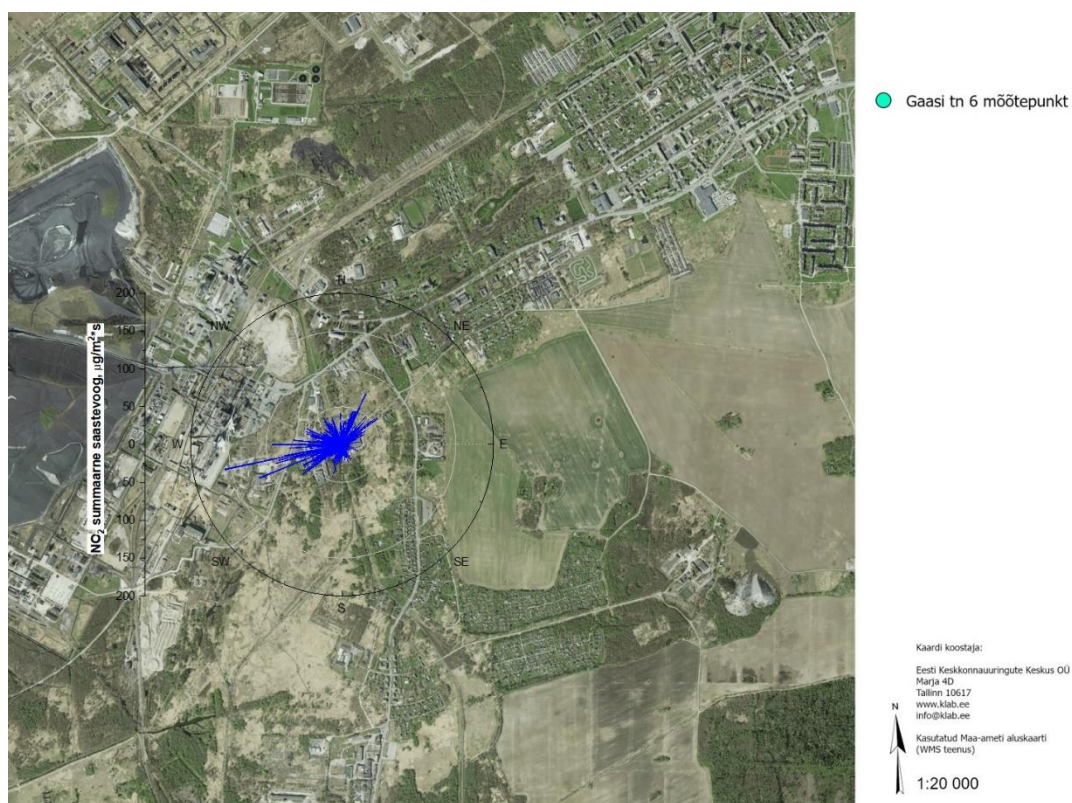 Gaasi tn 6 mõõtepunkt
N
NE
E
SE
S
SW
W
NW
200
150
100
50
0
50
100
150
200
NO₂ summaarne saastevoog, µg/m²*s
Kaardi koostaja:
Eesti Keskkonnauuringute Keskus OÜ
Marja 4D
Tallinn 10617
www.klab.ee
info@klab.ee
Kasutatud Maa-ameti aluskaarti
(WMS teenus)
N
1:20 000